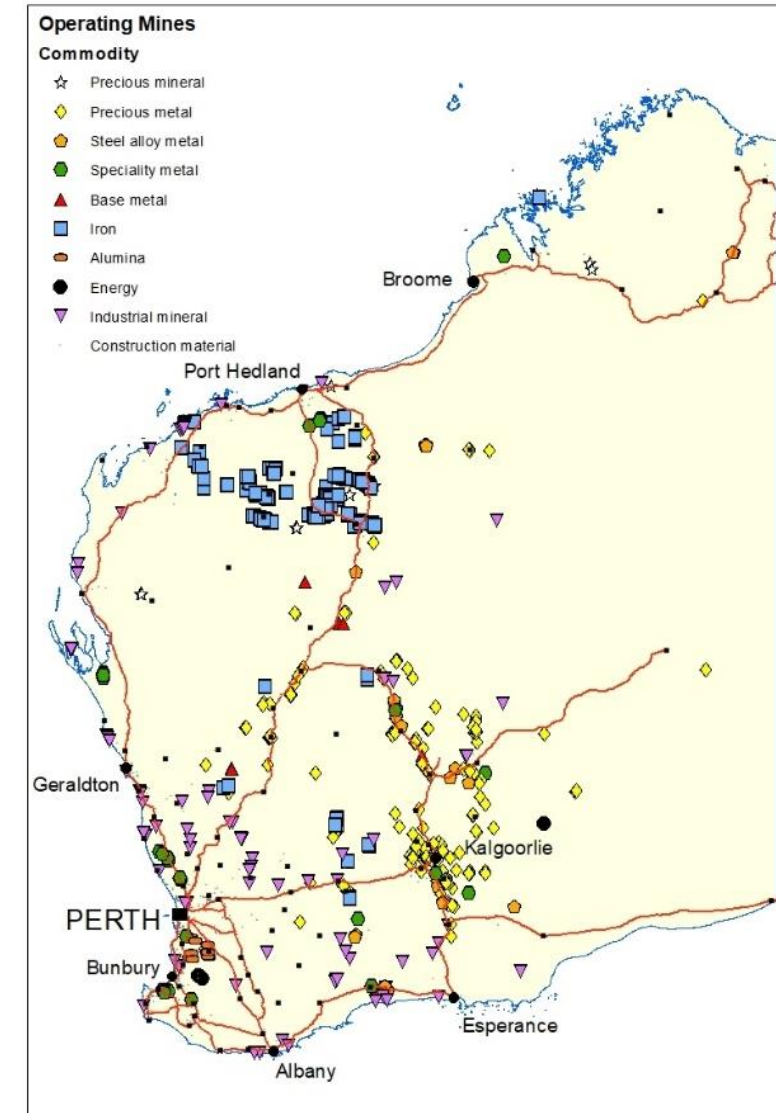 Operating Mines
Commodity
Precious mineral
Precious metal
Steel alloy metal
Speciality metal
Base metal
Iron
Alumina
Energy
Industrial mineral
Construction material
Broome
Port Hedland
Geraldton
Kalgoorlie
PERTH
Bunbury
Esperance
Albany